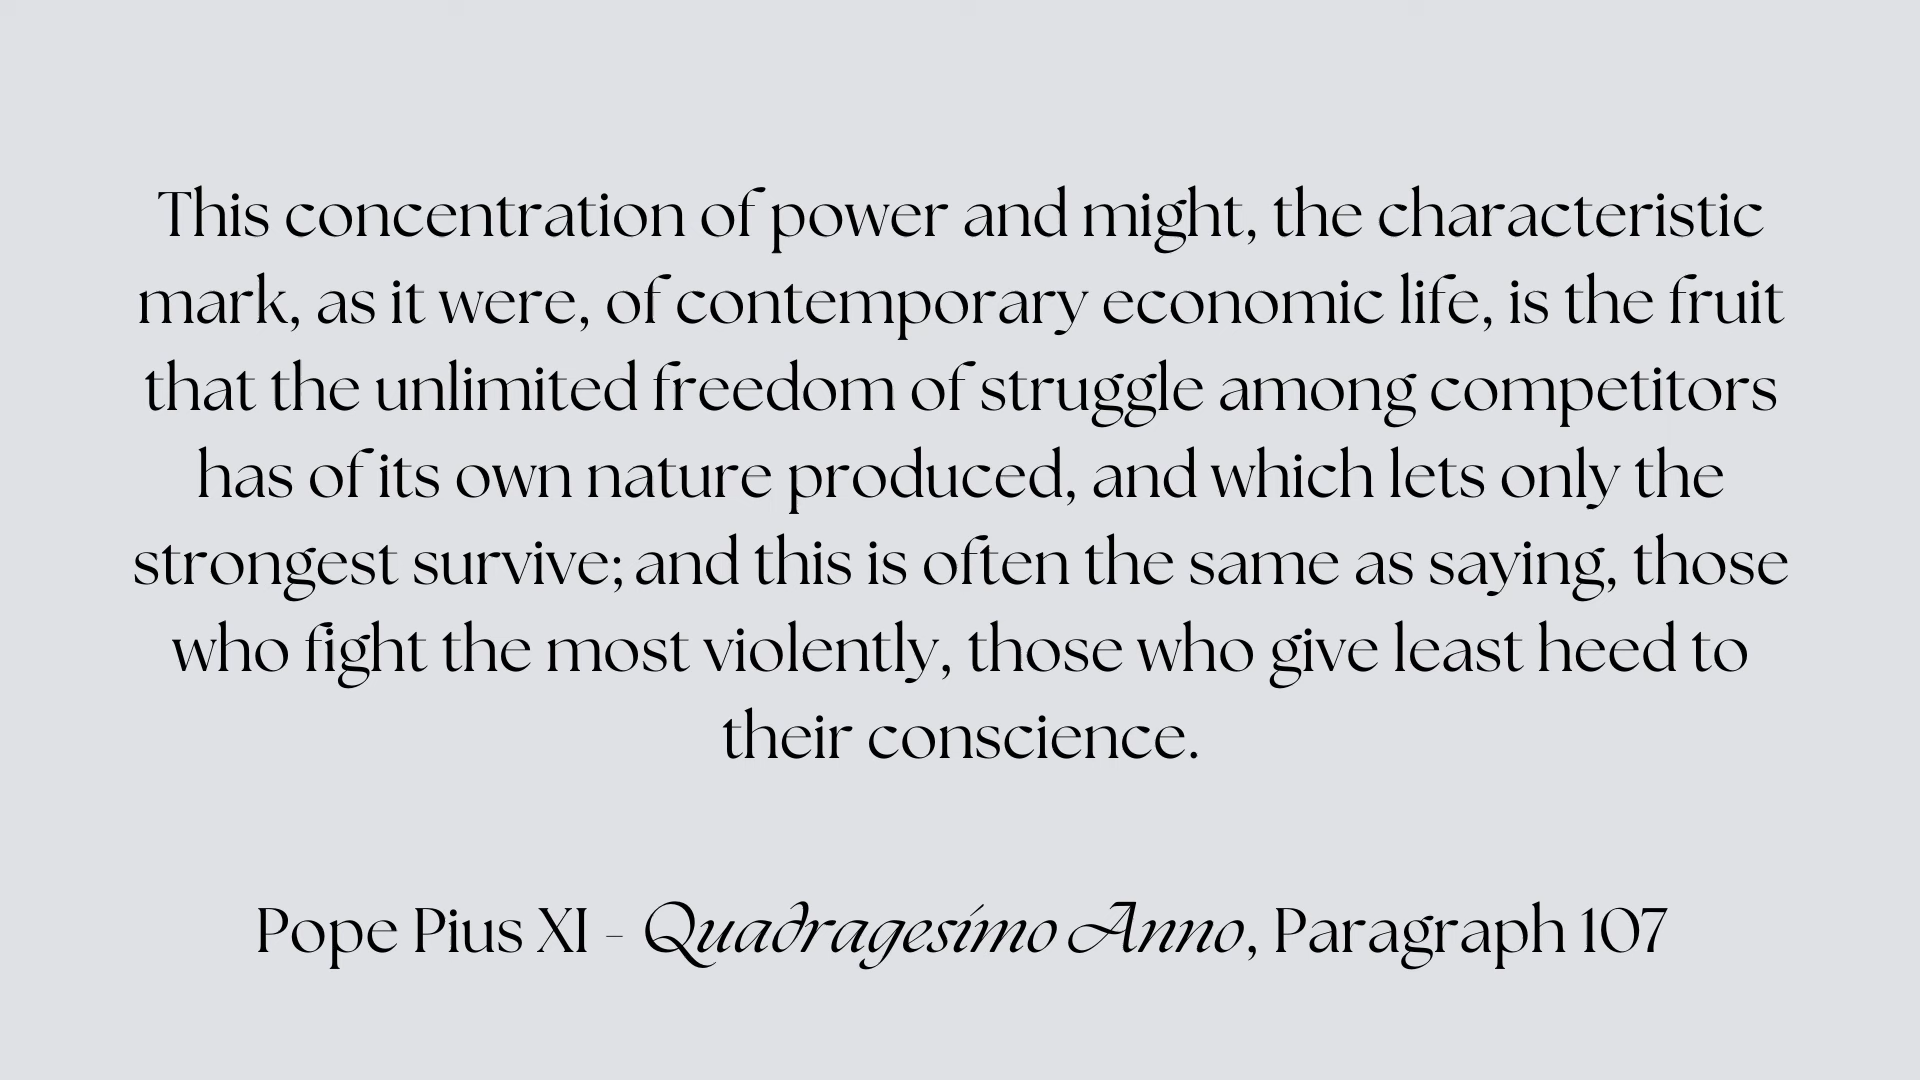 This concentration of power and might, the characteristic
mark, as it were, of contemporary economic life, is the fruit
that the unlimited freedom of struggle among competitors
has of its own nature produced, and which lets only the
strongest survive; and this is often the same as saying, those
who fight the most violently, those who give least heed to
their conscience.
Pope Pius XI - Quadragesimo Anno, Paragraph 107